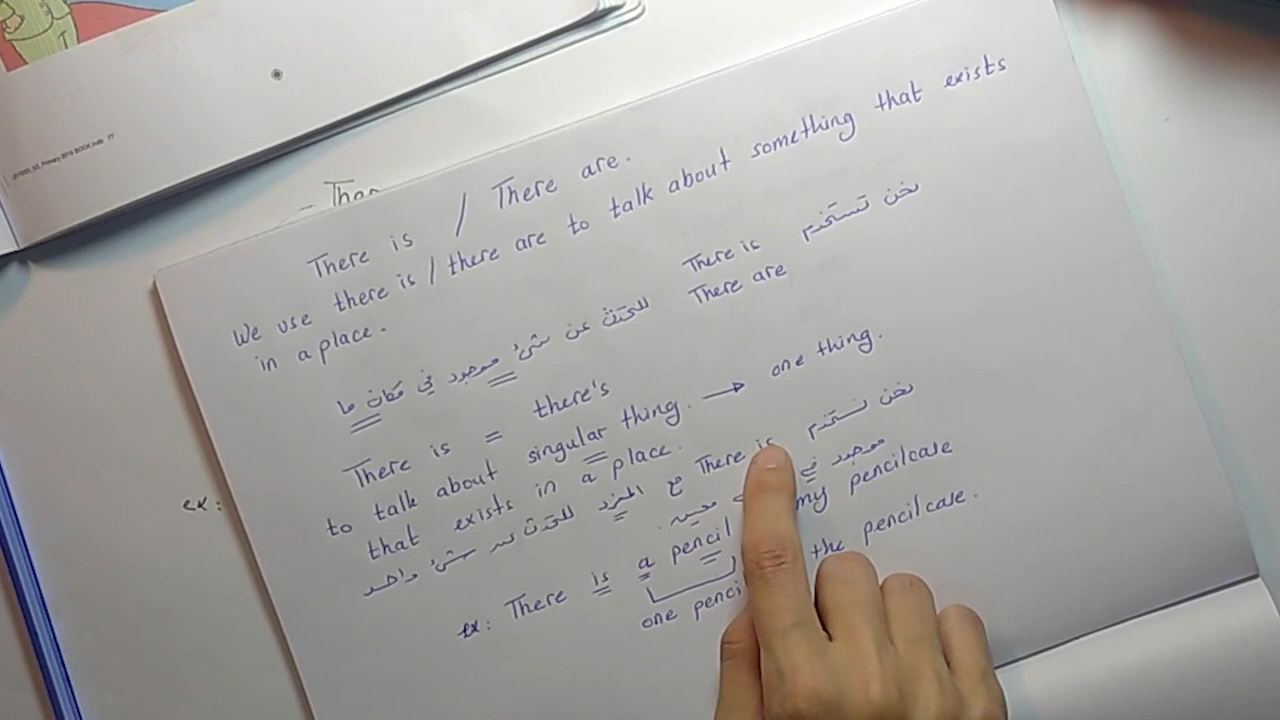 There is / There are.
We use there is / there are to talk about something that exists
in a place.
نحن تستخدم There is
There are للتحدث عن شئ موجود في مكان ما
There is = there's
to talk about singular thing. → one thing.
that exists in a place.
نحن نستخدم There is مع المفرد للتحدث عن شئ واحد
موجود في
ex: There is a pencil my pencilcase
one the pencilcase.
ex: